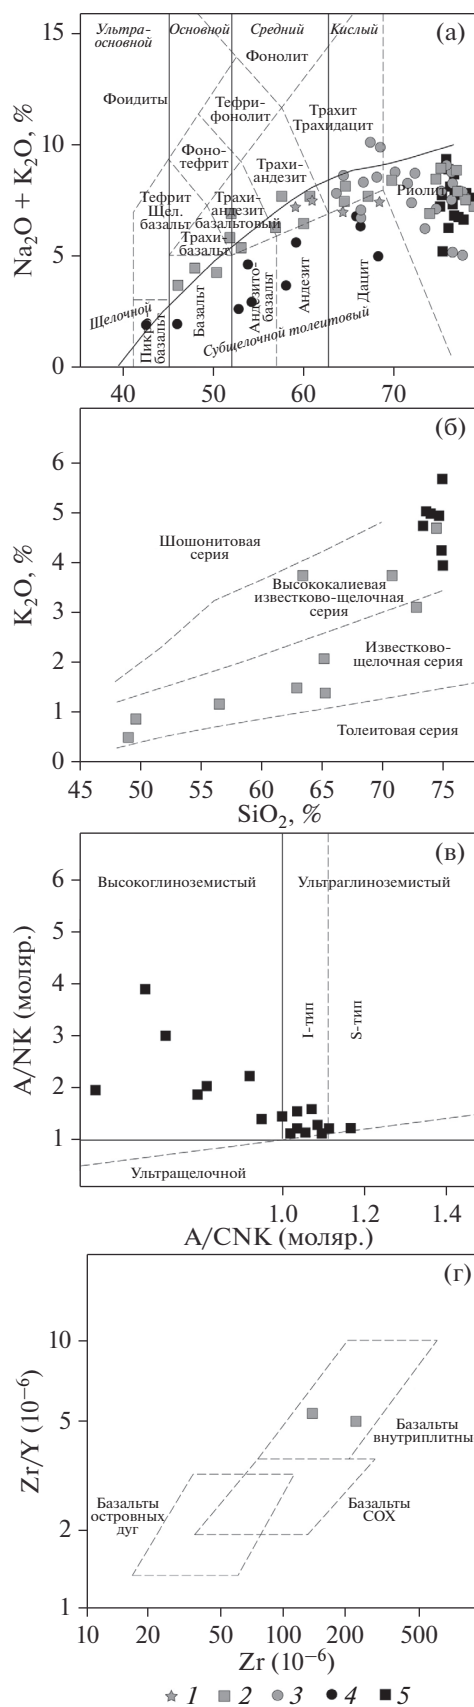 (а)
Ультра-
основной
Основной
Средний
Кислый
Фонолит
Фоидиты
Тефри-
фонолит
Трахит
Трахидацит
Фоно-
тефрит
Трахи-
андезит
Тефрит
Щел.
базальт
Трахи-
андезит
базальтовый
Риолит
Трахи-
базальт
Щелочной
Пикро-
базальт
Базальт
Андезито-
базальт
Андезит
Дацит
Субщелочной толеитовый
Na2O + K2O, %
15
10
5
0
40
50
60
70
(б)
K2O, %
6
5
4
3
2
1
0
Шошонитовая
серия
Высококалиевая
известково-щелочная
серия
Известково-
щелочная серия
Толеитовая серия
45
50
55
60
65
70
75
SiO2, %
(в)
Высокоглиноземистый
Ультраглиноземистый
A/NK (моляр.)
6
5
4
3
2
1
I-тип
S-тип
Ультращелочной
1.0
1.2
1.4
A/CNK (моляр.)
(г)
Zr/Y (10–6)
10
5
2
1
Базальты
внутриплитные
Базальты
островных
дуг
Базальты
СОХ
10
20
50
100
200
500
Zr (10–6)
1
2
3
4
5